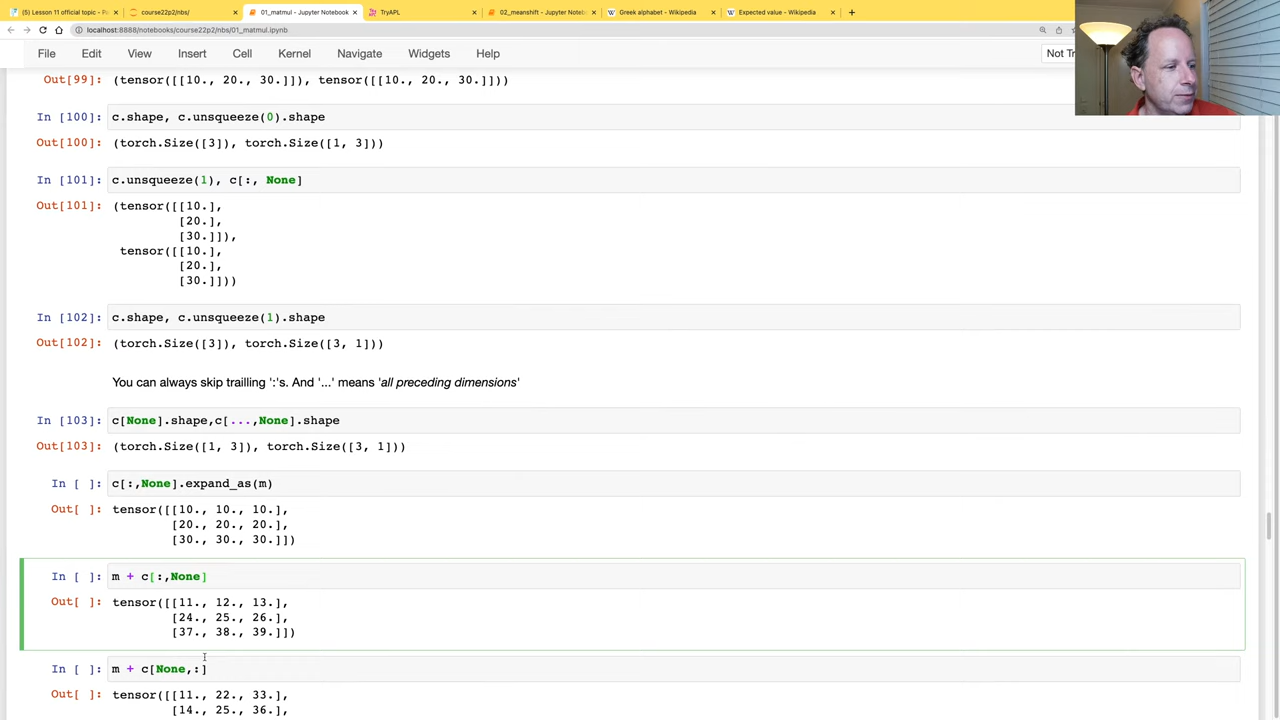 (5) Lesson 11 official topic - Pa
course22p2/nbs/
01_matmul - Jupyter Notebook
TryAPL
02_meanshift - Jupyter Noteb
Greek alphabet - Wikipedia
Expected value - Wikipedia
localhost:8888/notebooks/course22p2/nbs/01_matmul.ipynb
File Edit View Insert Cell Kernel Navigate Widgets Help Not Tr
Out[99]: (tensor([[10., 20., 30.]]), tensor([[10., 20., 30.]]))
In [100]: c.shape, c.unsqueeze(0).shape
Out[100]: (torch.Size([3]), torch.Size([1, 3]))
In [101]: c.unsqueeze(1), c[:, None]
Out[101]: (tensor([[10.],
[20.],
[30.]]),
tensor([[10.],
[20.],
[30.]]))
In [102]: c.shape, c.unsqueeze(1).shape
Out[102]: (torch.Size([3]), torch.Size([3, 1]))
You can always skip trailling ':'s. And '...' means 'all preceding dimensions'
In [103]: c[None].shape,c[...,None].shape
Out[103]: (torch.Size([1, 3]), torch.Size([3, 1]))
In [ ]: c[:,None].expand_as(m)
Out[ ]: tensor([[10., 10., 10.],
[20., 20., 20.],
[30., 30., 30.]])
In [ ]: m + c[:,None]
Out[ ]: tensor([[11., 12., 13.],
[24., 25., 26.],
[37., 38., 39.]])
In [ ]: m + c[None,:]
Out[ ]: tensor([[11., 22., 33.],
[14., 25., 36.],